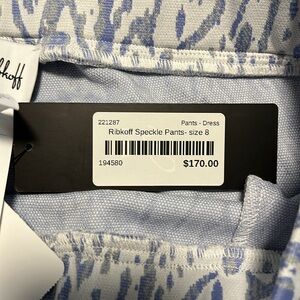 221287 Pants - Dress
Ribkoff Speckle Pants- size 8
194580 $170.00